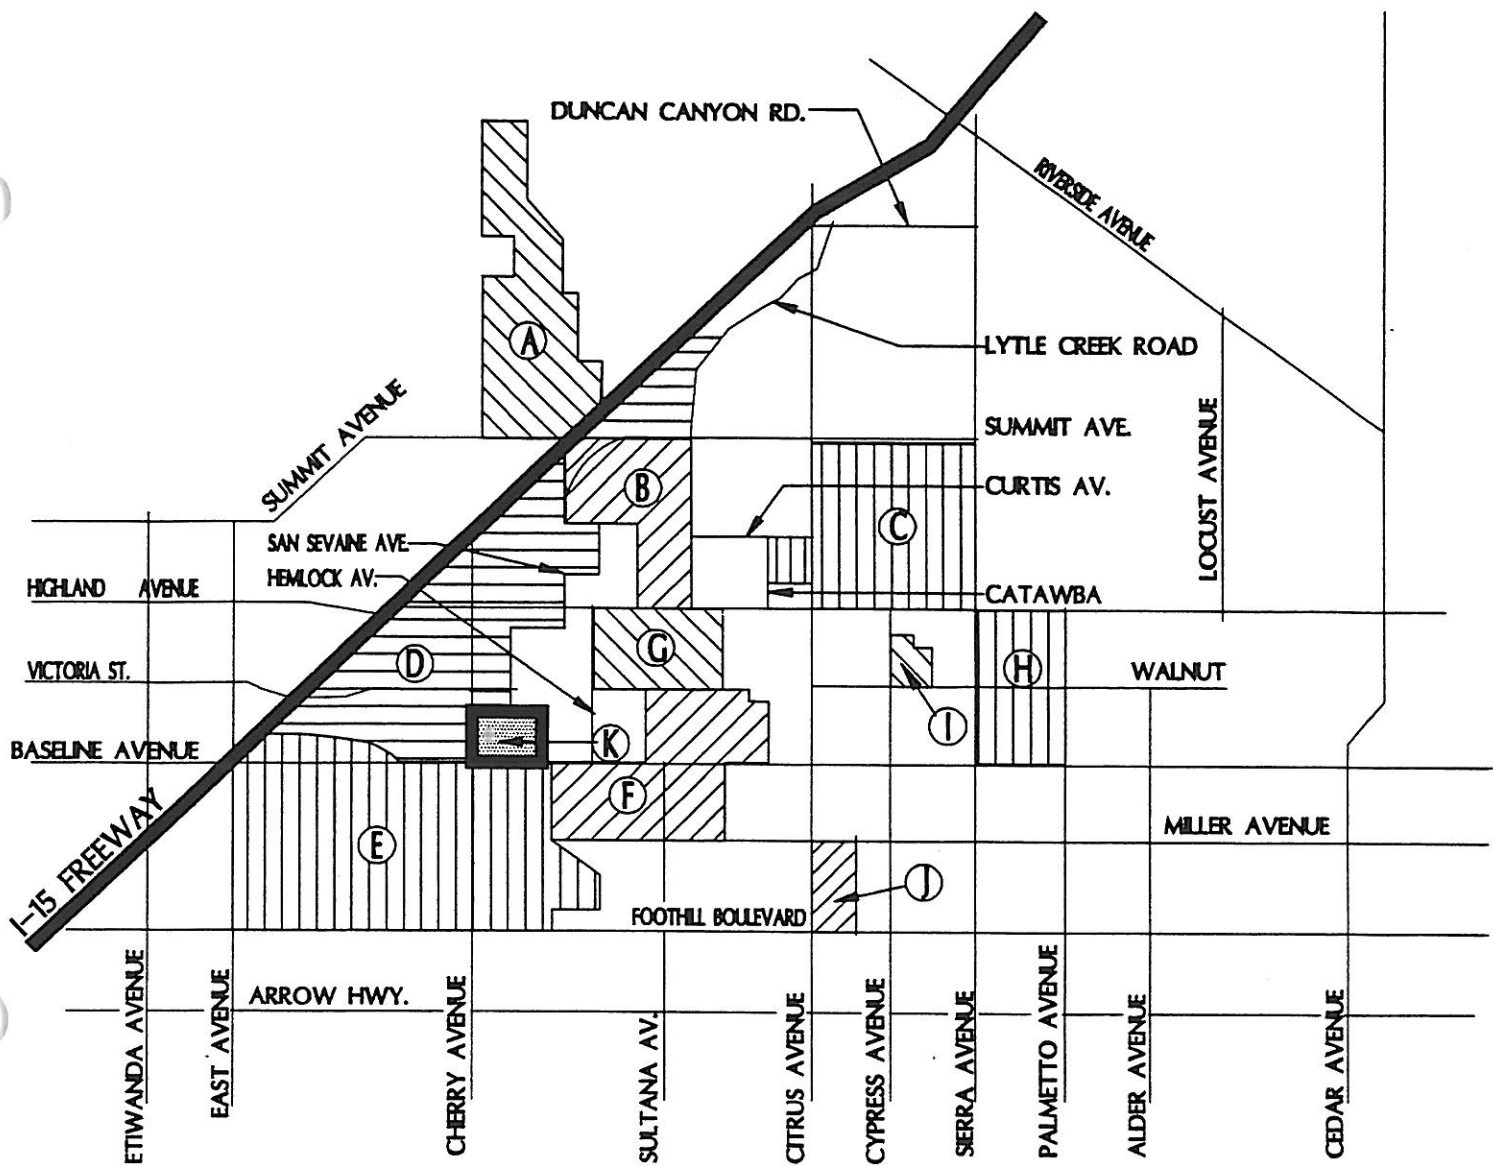 DUNCAN CANYON RD.
RIVERSIDE AVENUE
A
LYTLE CREEK ROAD
SUMMIT AVENUE
SUMMIT AVE.
LOCUST AVENUE
B
CURTIS AV.
C
SAN SEVAINE AVE.
HEMLOCK AV.
HIGHLAND AVENUE
CATAWBA
G
D
H
VICTORIA ST.
WALNUT
I
BASELINE AVENUE
K
F
MILLER AVENUE
I-15 FREEWAY
E
J
FOOTHILL BOULEVARD
ARROW HWY.
ETIWANDA AVENUE
EAST AVENUE
CHERRY AVENUE
SULTANA AV.
CITRUS AVENUE
CYPRESS AVENUE
SIERRA AVENUE
PALMETTO AVENUE
ALDER AVENUE
CEDAR AVENUE